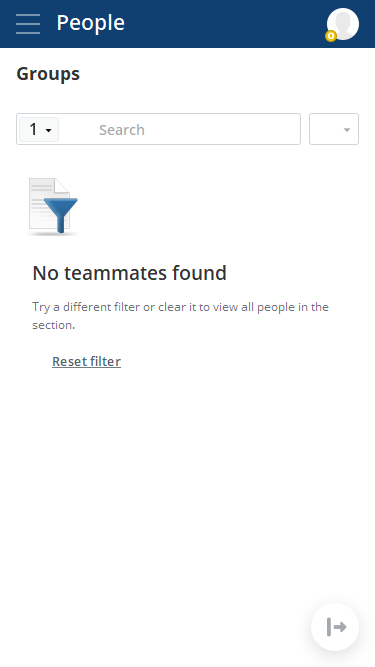 People
Groups
1
Search
No teammates found
Try a different filter or clear it to view all people in the
section.
Reset filter